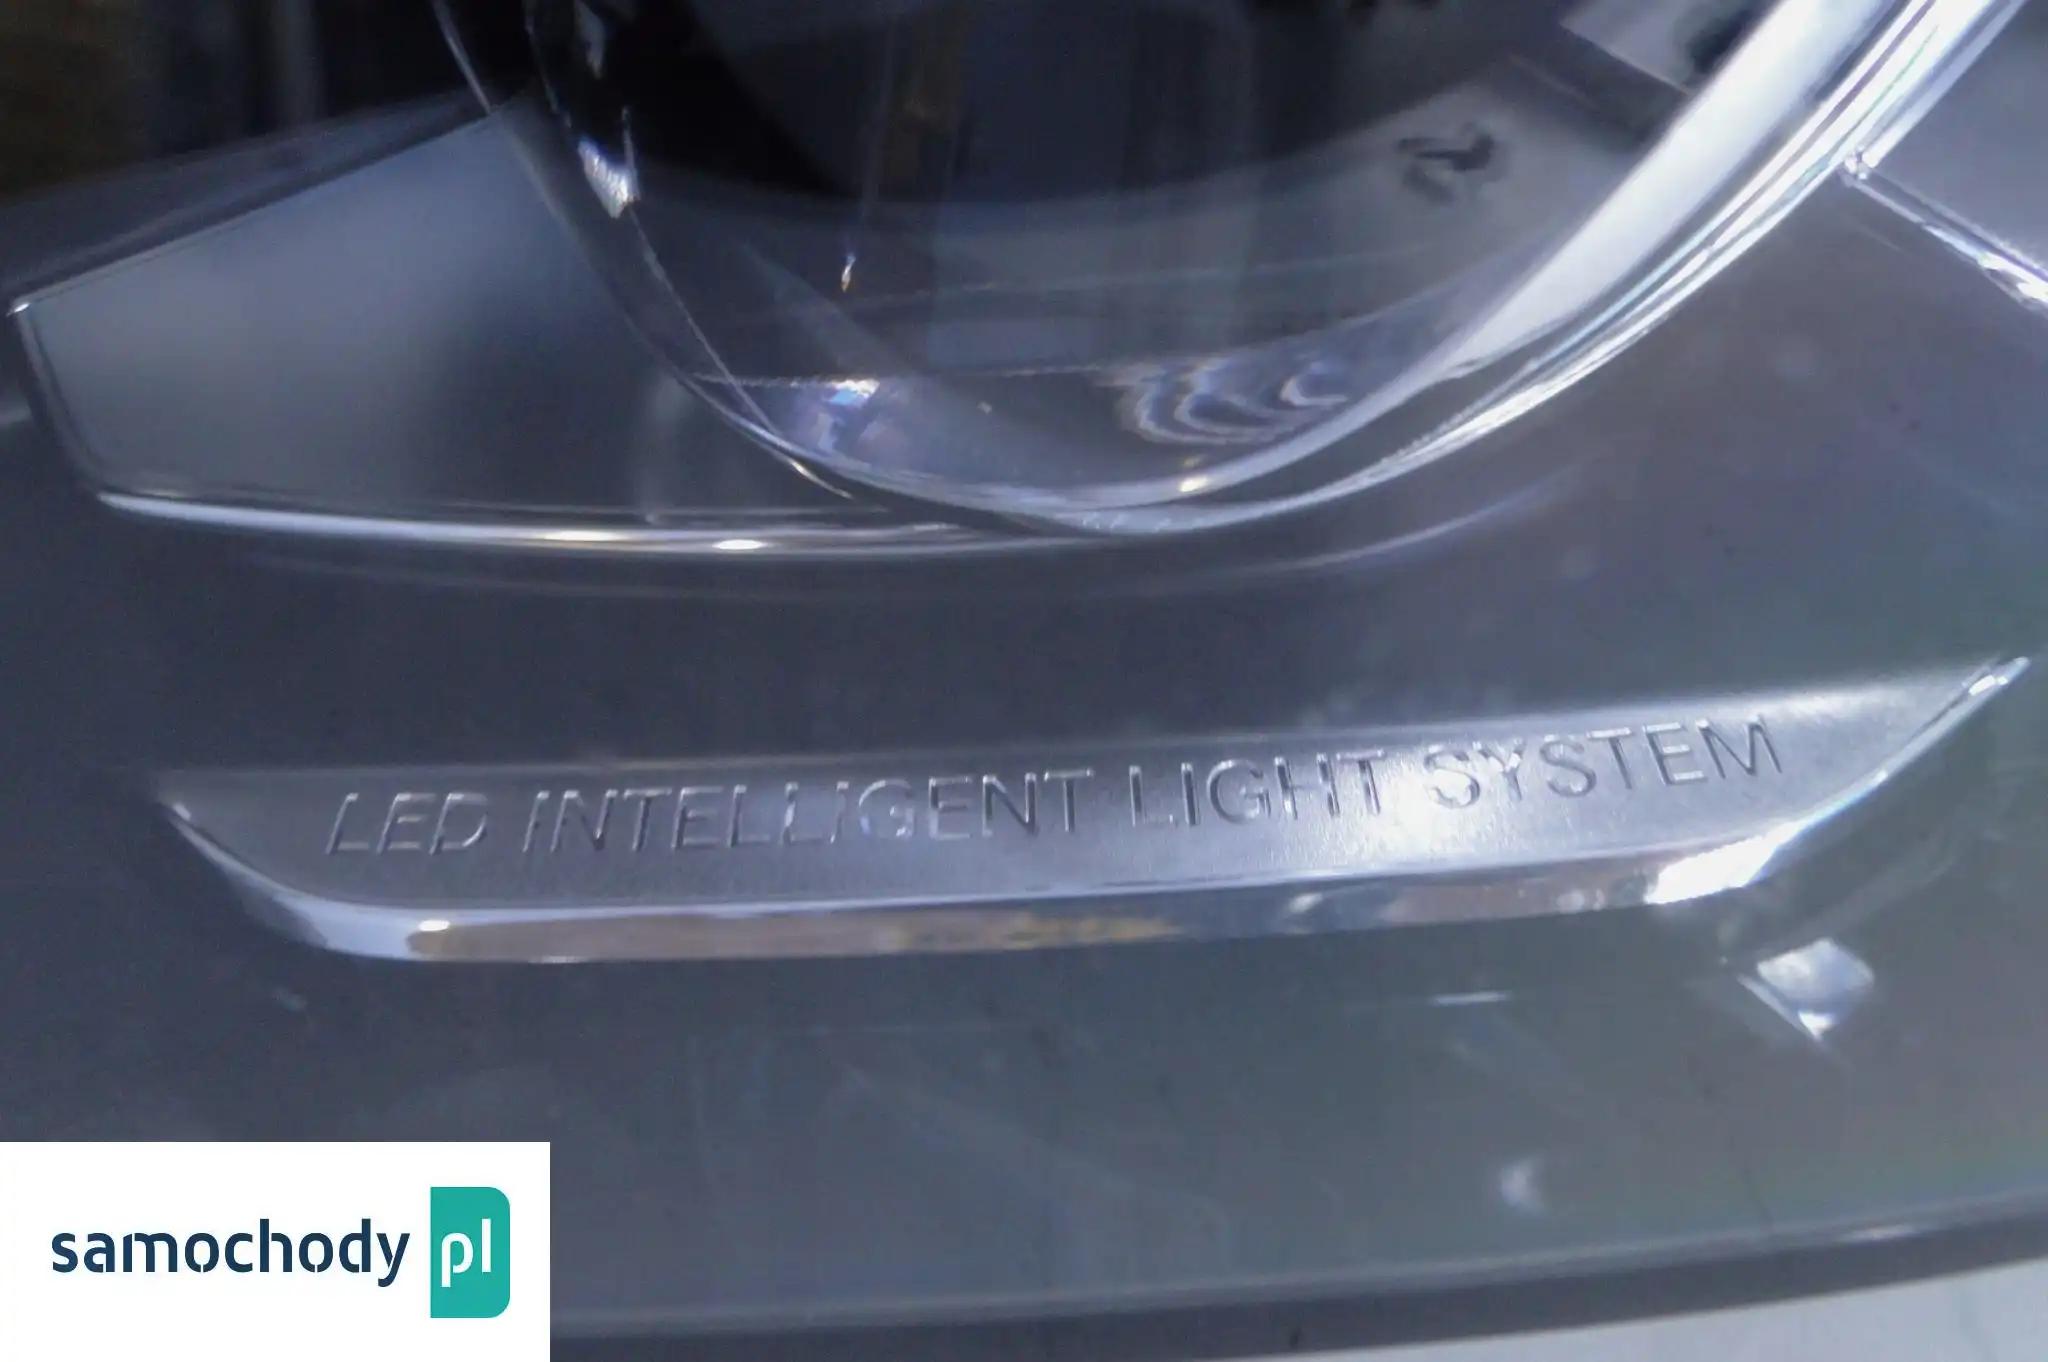 LED INTELLIGENT LIGHT SYSTEM
samochody pl